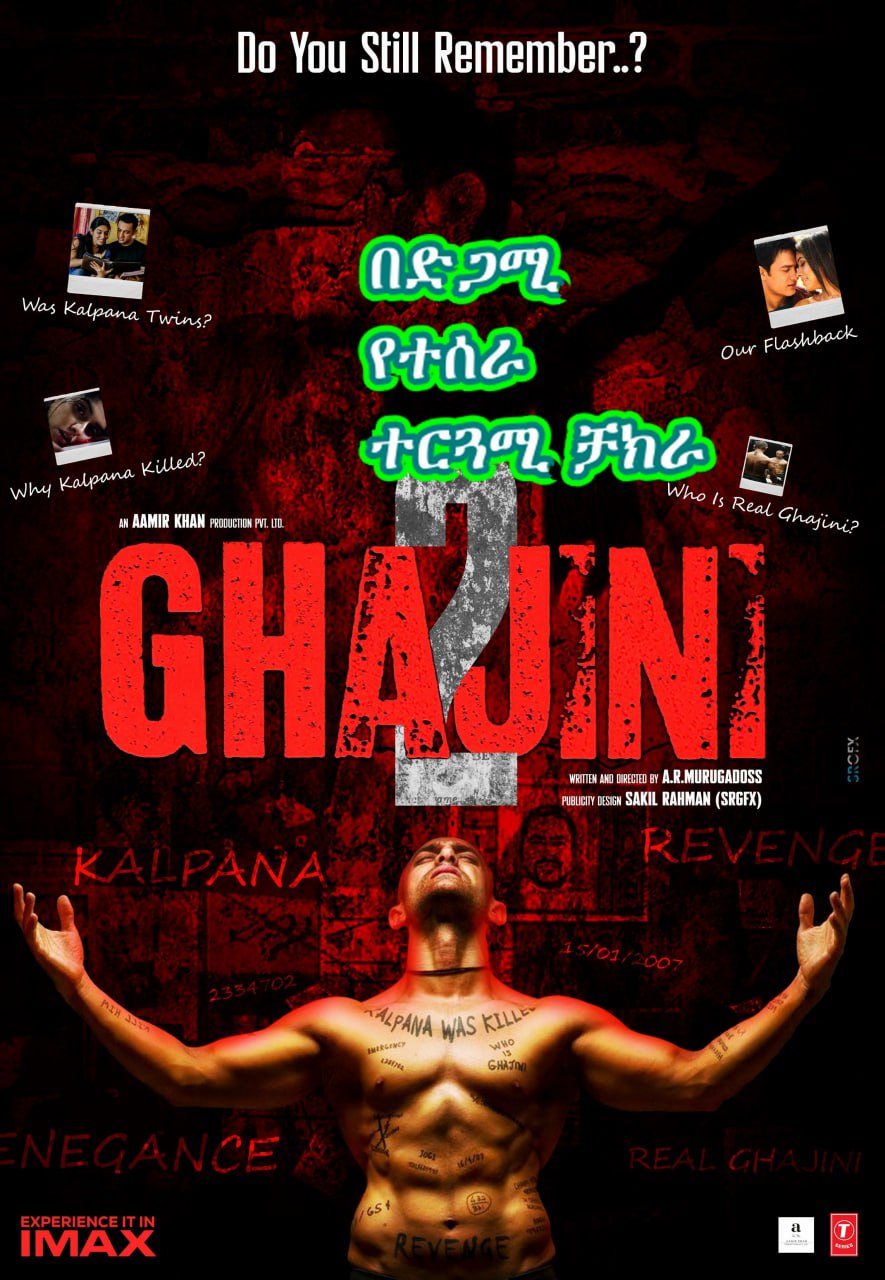 Do You Still Remember..?
Was Kalpana Twins?
Our Flashback
በድጋሚ
የተሰራ
ተርጓሚ ቻክራ
Why Kalpana Killed?
Who Is Real Ghajini?
AN AAMIR KHAN PRODUCTION PVT. LTD.
GHAJINI
2
WRITTEN AND DIRECTED BY A.R.MURUGADOSS
PUBLICITY DESIGN SAKIL RAHMAN (SRGFX)
SRGFX
KALPANA
REVENGE
15/01/2007
2334702
KALPANA WAS KILLE
EMERGENCY
WHO
IS
GHAJINI
ENEGANCE
REAL GHAJINI
REVENGE
EXPERIENCE IT IN
IMAX
a
T
SERIES